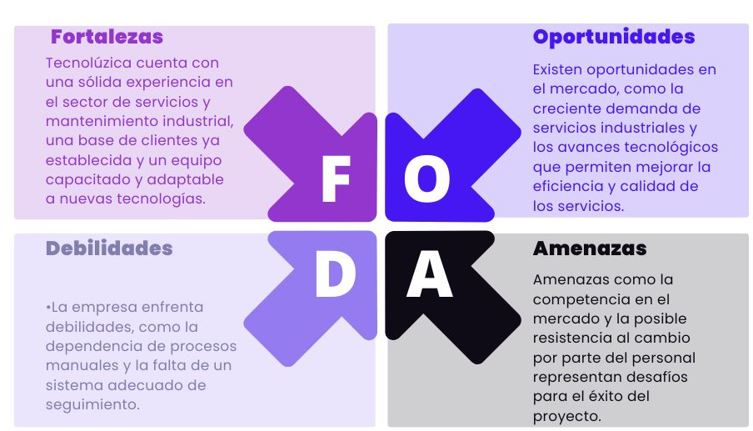 Fortalezas
Tecnolúzica cuenta con
una sólida experiencia en
el sector de servicios y
mantenimiento industrial,
una base de clientes ya
establecida y un equipo
capacitado y adaptable
a nuevas tecnologías.
F
Oportunidades
Existen oportunidades en
el mercado, como la
creciente demanda de
servicios industriales y
los avances tecnológicos
que permiten mejorar la
eficiencia y calidad de
los servicios.
O
Debilidades
•La empresa enfrenta
debilidades, como la
dependencia de procesos
manuales y la falta de un
sistema adecuado de
seguimiento.
D
Amenazas
Amenazas como la
competencia en el
mercado y la posible
resistencia al cambio
por parte del personal
representan desafíos
para el éxito del
proyecto.
A